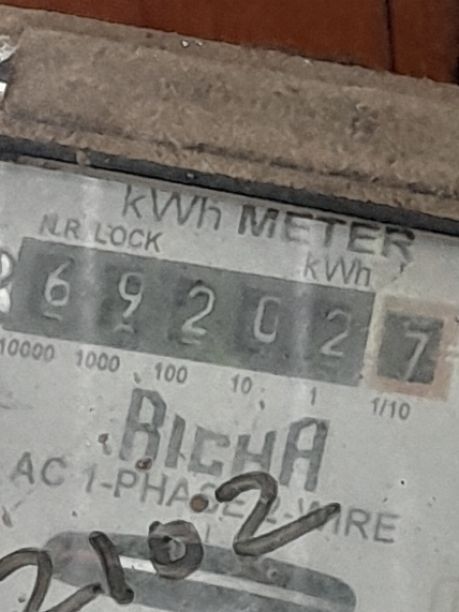 kWh METER
N.R. LOCK
kWh
6 9 2 0 2 7
10000 1000 100 10 1 1/10
RICHA
AC 1-PHASE 2-WIRE
2102